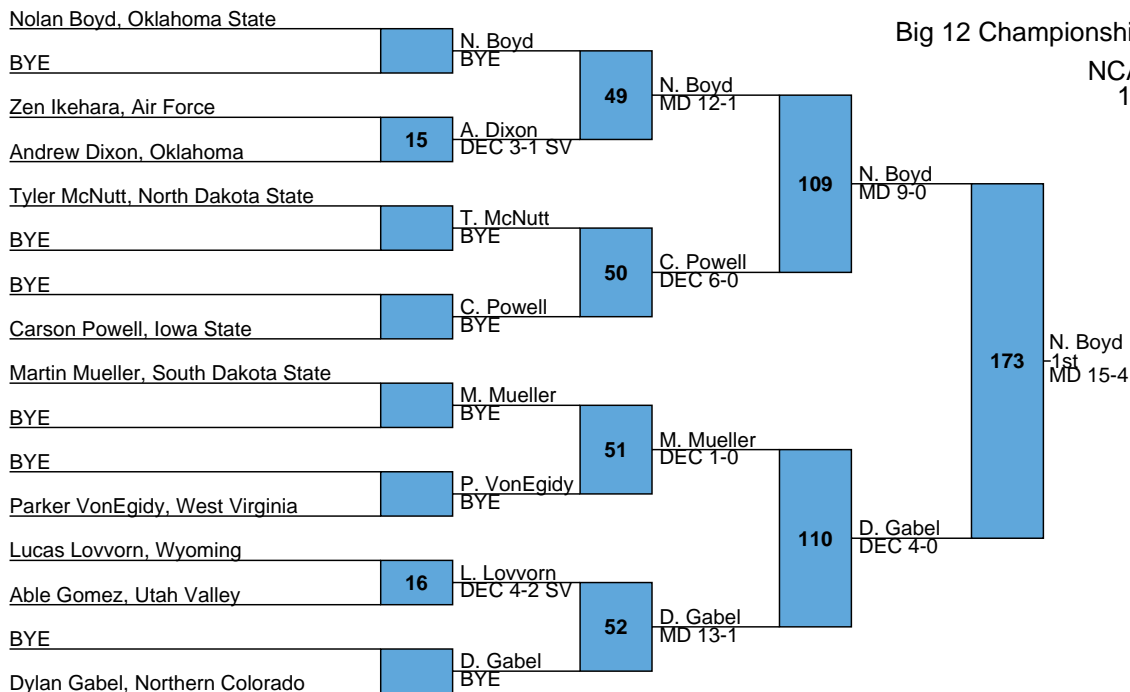 Nolan Boyd, Oklahoma State
BYE
Zen Ikehara, Air Force
Andrew Dixon, Oklahoma
Tyler McNutt, North Dakota State
BYE
BYE
Carson Powell, Iowa State
Martin Mueller, South Dakota State
BYE
BYE
Parker VonEgidy, West Virginia
Lucas Lovvorn, Wyoming
Able Gomez, Utah Valley
BYE
Dylan Gabel, Northern Colorado
15
16
N. Boyd
BYE
A. Dixon
DEC 3-1 SV
T. McNutt
BYE
C. Powell
BYE
M. Mueller
BYE
P. VonEgidy
BYE
L. Lovvorn
DEC 4-2 SV
D. Gabel
BYE
49
50
51
52
N. Boyd
MD 12-1
C. Powell
DEC 6-0
M. Mueller
DEC 1-0
D. Gabel
MD 13-1
109
110
N. Boyd
MD 9-0
D. Gabel
DEC 4-0
173
N. Boyd
1st
MD 15-4
Big 12 Championshi
NCA
1